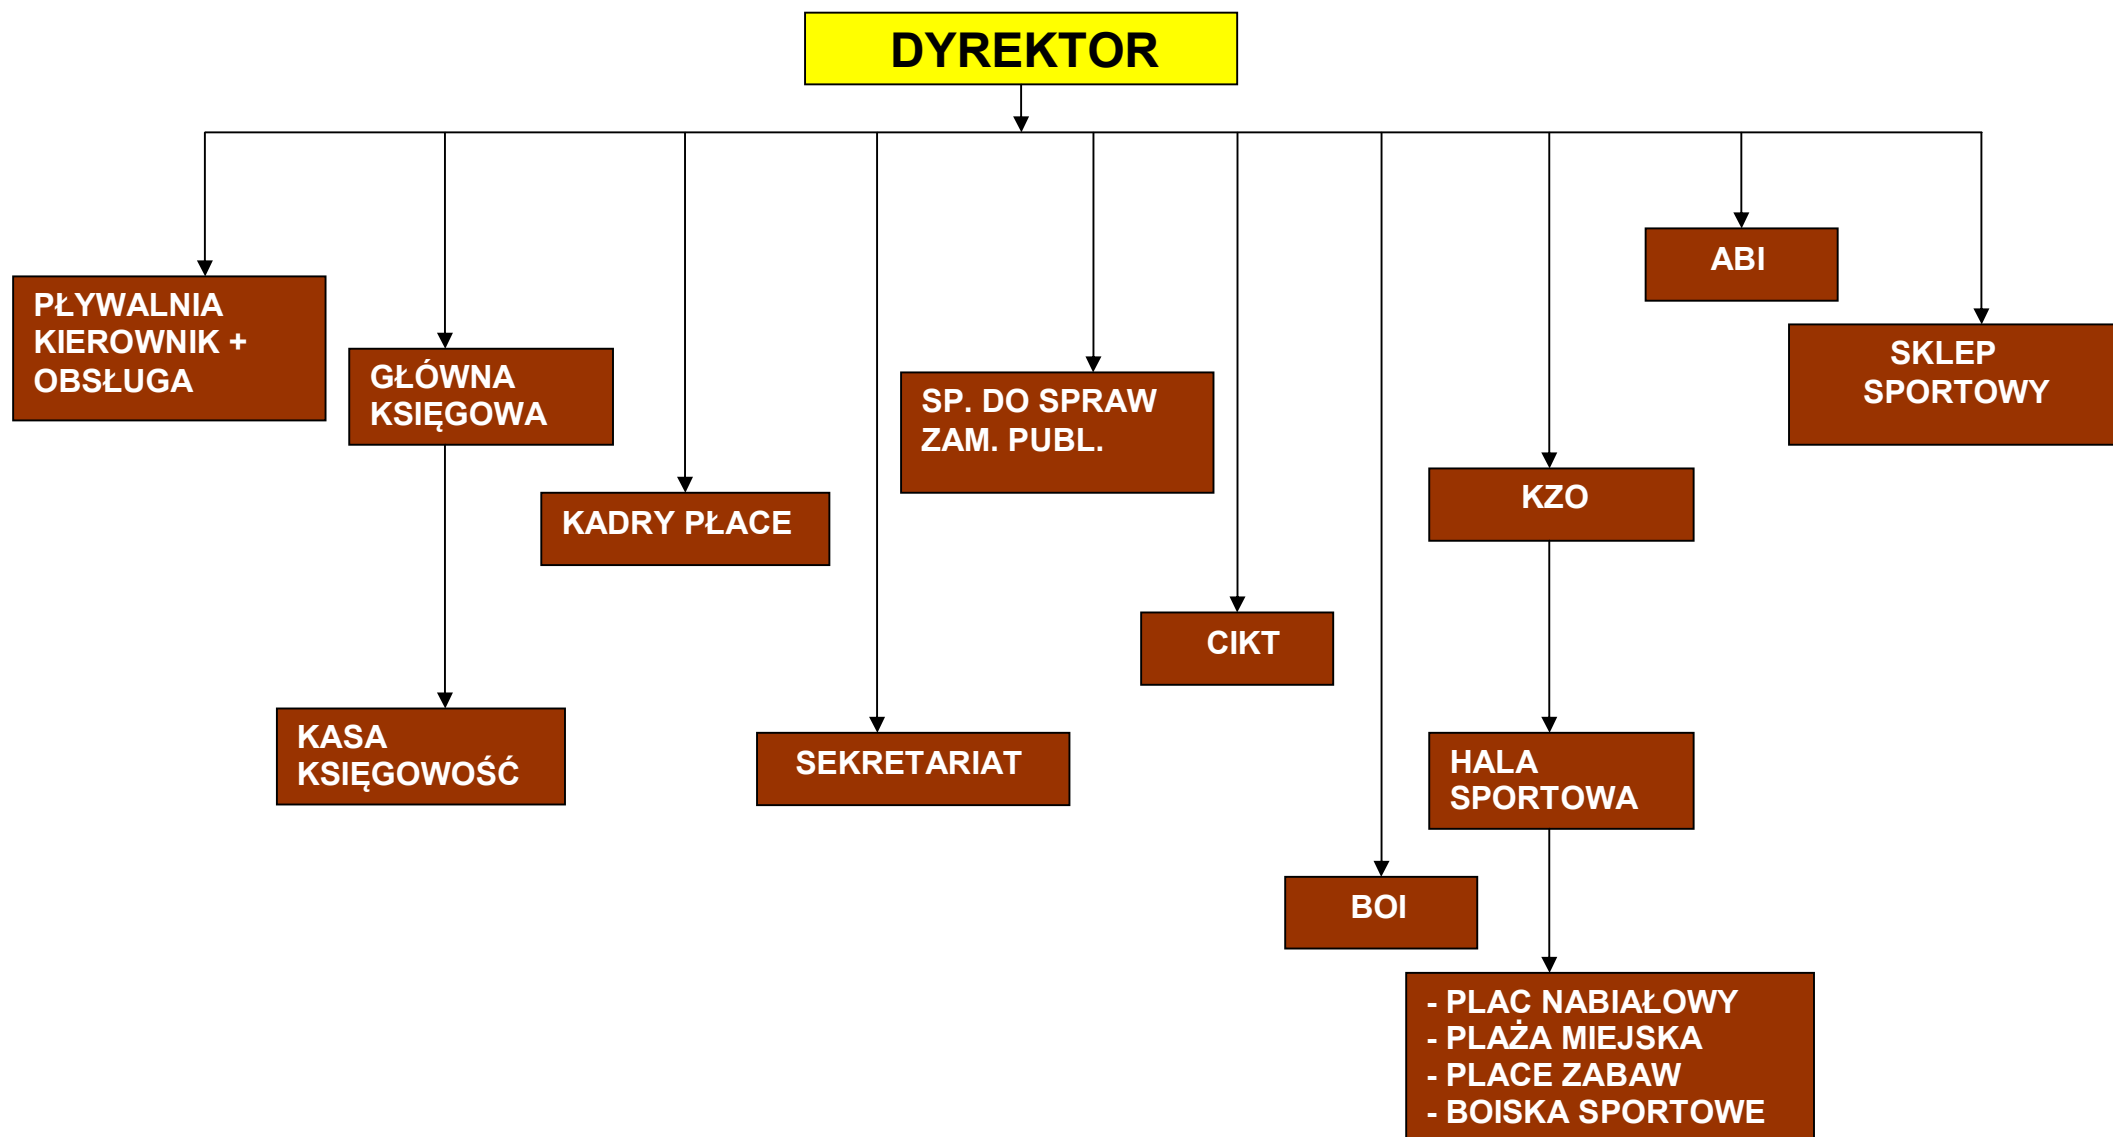 DYREKTOR
ABI
PŁYWALNIA
KIEROWNIK +
OBSŁUGA
SKLEP
SPORTOWY
GŁÓWNA
KSIĘGOWA
SP. DO SPRAW
ZAM. PUBL.
KZO
KADRY PŁACE
CIKT
KASA
KSIĘGOWOŚĆ
SEKRETARIAT
HALA
SPORTOWA
BOI
- PLAC NABIAŁOWY
- PLAŻA MIEJSKA
- PLACE ZABAW
- BOISKA SPORTOWE